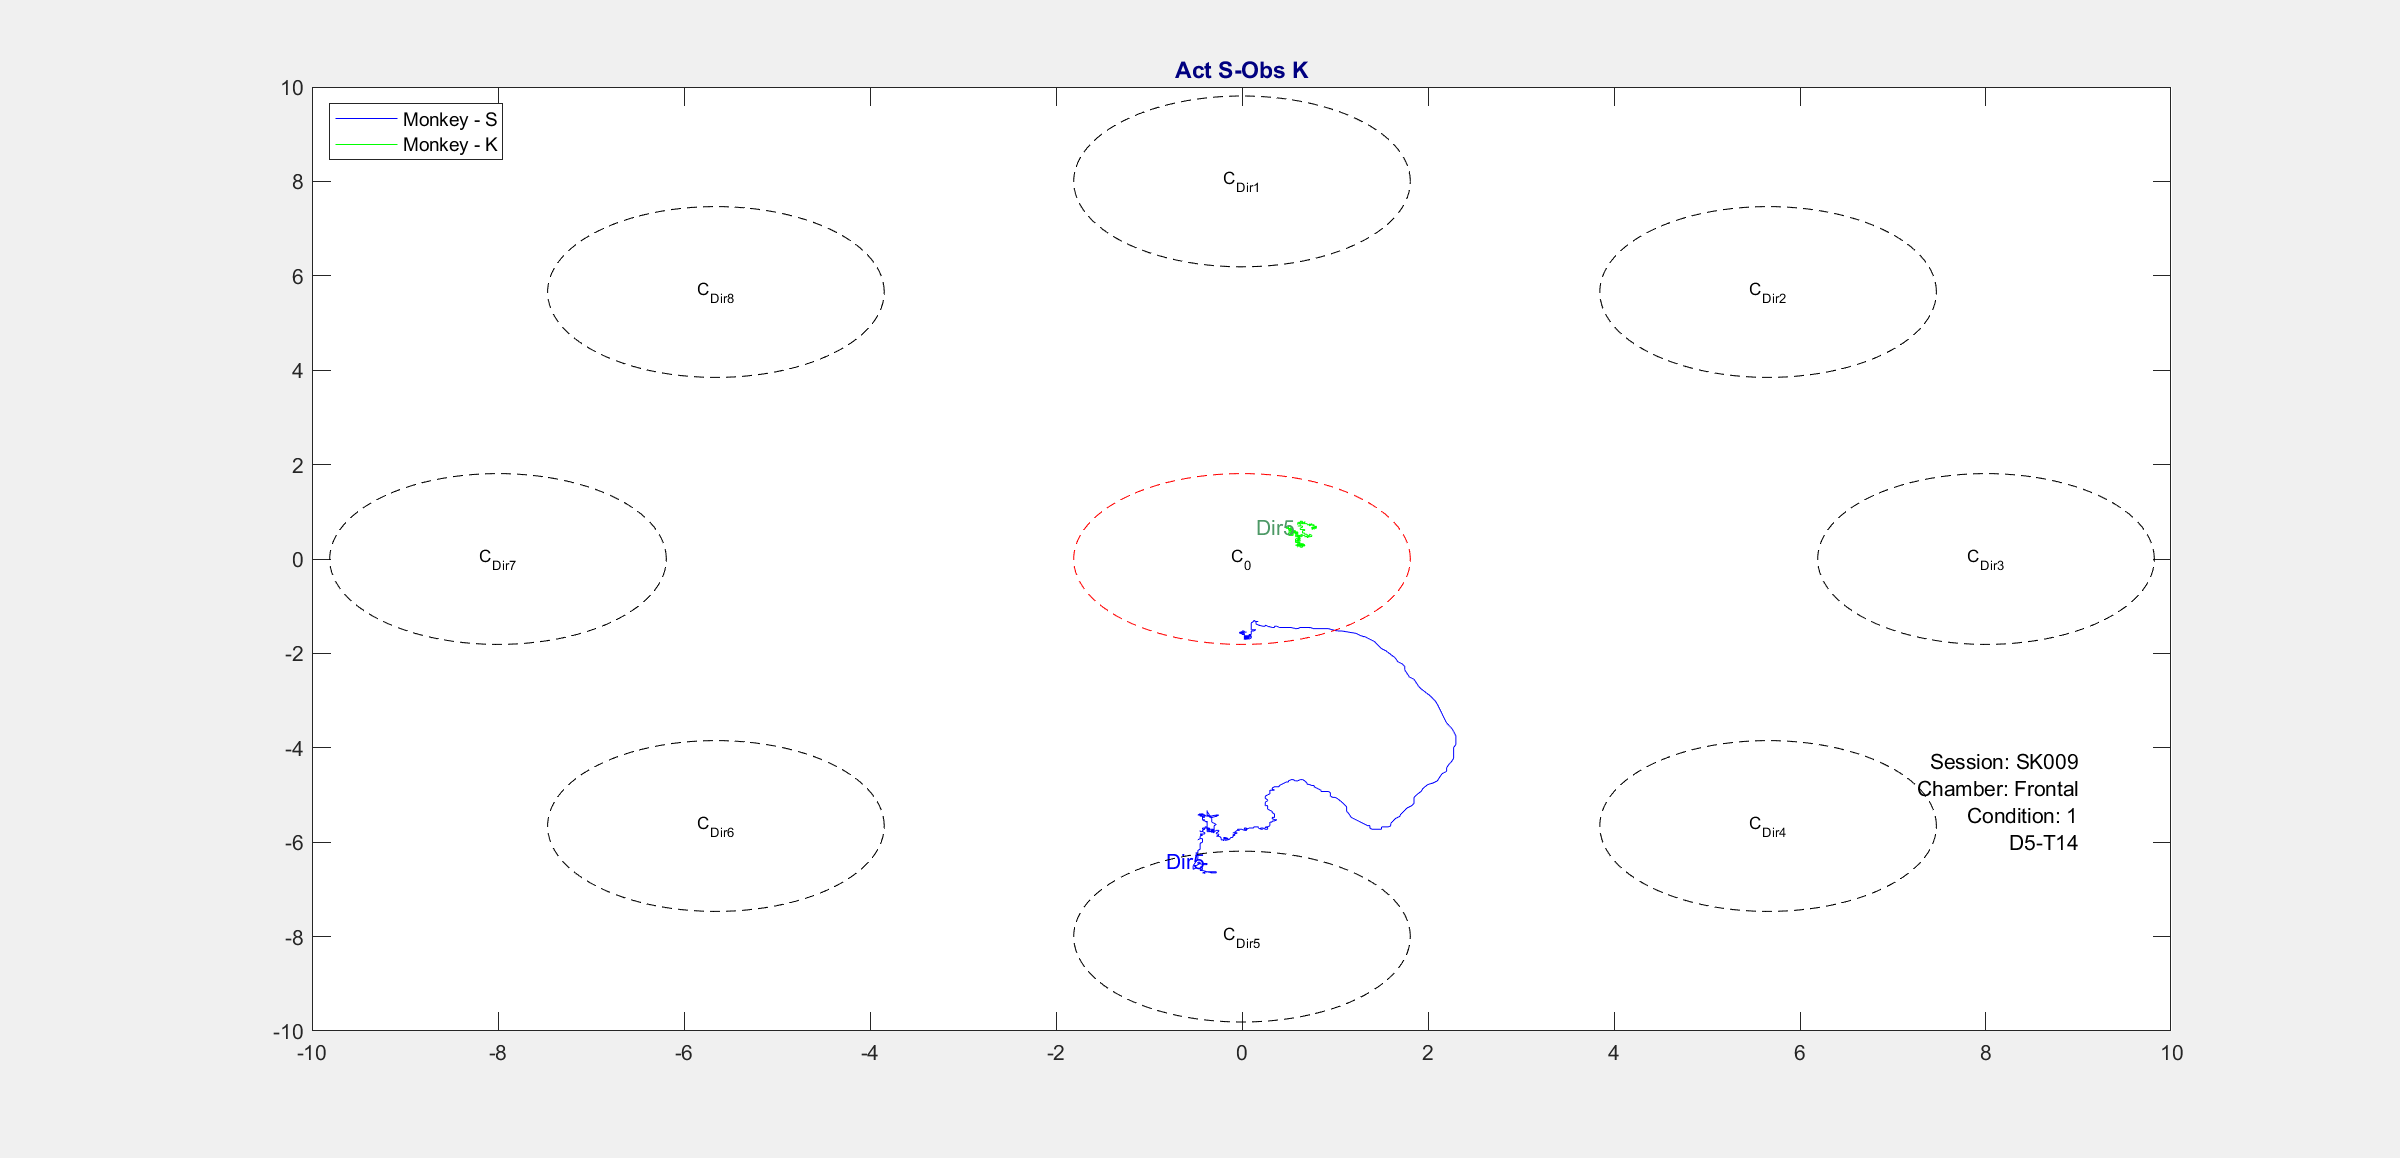 Act S-Obs K
Monkey - S
Monkey - K
10
8
6
4
2
0
-2
-4
-6
-8
-10
C_Dir1
C_Dir8
C_Dir2
Dir5
C_Dir7
C_0
C_Dir3
Session: SK009
Chamber: Frontal
Condition: 1
D5-T14
C_Dir6
C_Dir4
Dir5
C_Dir5
-10 -8 -6 -4 -2 0 2 4 6 8 10